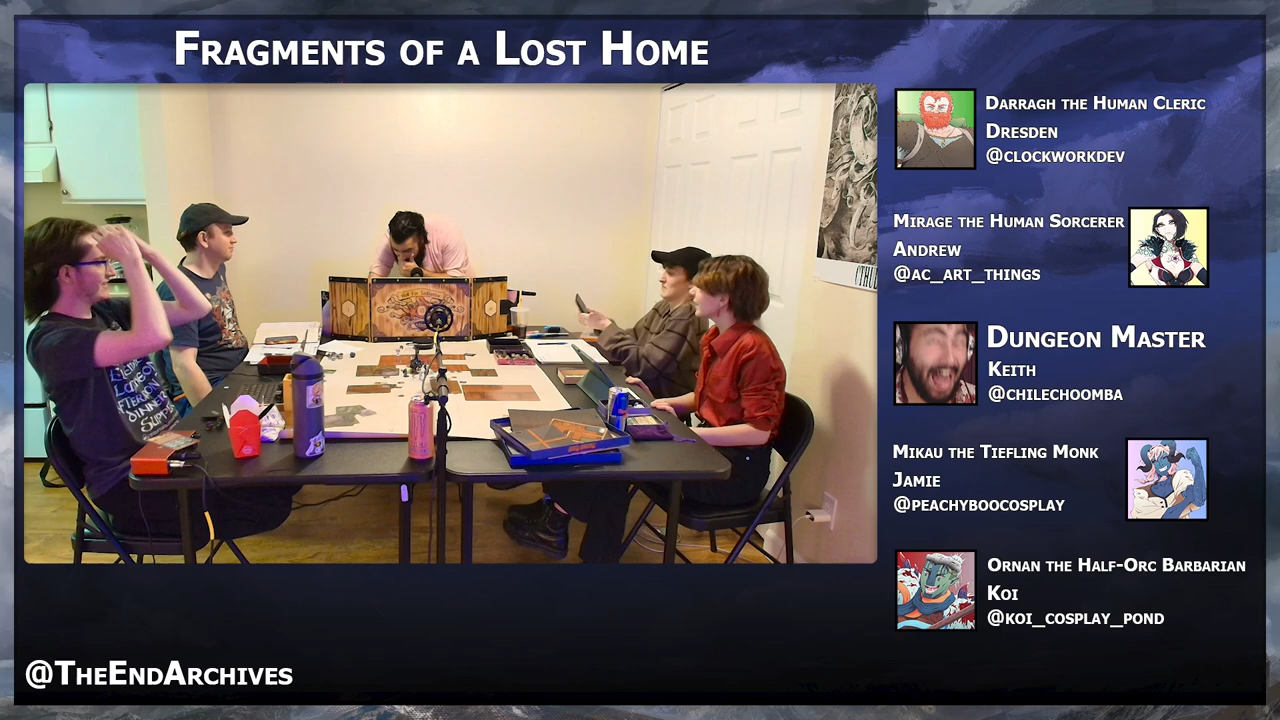 Fragments of a Lost Home
Darragh the Human Cleric
Dresden
@clockworkdev
Mirage the Human Sorcerer
Andrew
@ac_art_things
Dungeon Master
Keith
@chilechoomba
Mikau the Tiefling Monk
Jamie
@peachyboocosplay
Ornan the Half-Orc Barbarian
Koi
@koi_cosplay_pond
@TheEndArchives